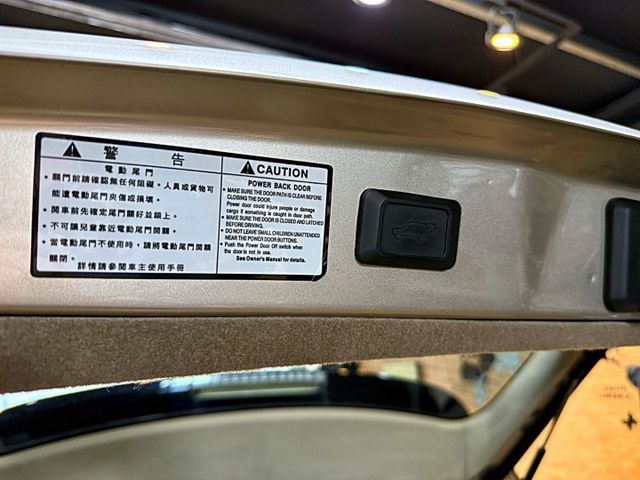 警 告
電動尾門
• 關門前請確認無任何阻礙，人員或貨物可
能遭電動尾門夾傷或損壞。
• 開車前先確定尾門關好並鎖上。
• 不可讓兒童靠近電動尾門開關。
• 當電動尾門不使用時，請將電動尾門開關
關閉。
詳情請參閱車主使用手冊
CAUTION
POWER BACK DOOR
• MAKE SURE THE DOOR PATH IS CLEAR BEFORE
CLOSING THE DOOR.
Power door could injure people or damage
cargo if something is caught in door path.
• MAKE SURE THE DOOR IS CLOSED AND LATCHED
BEFORE DRIVING.
• DO NOT LEAVE SMALL CHILDREN UNATTENDED
NEAR THE POWER DOOR BUTTONS.
• Push the Power Door Off switch when
the door is not in use.
See Owner's Manual for details.